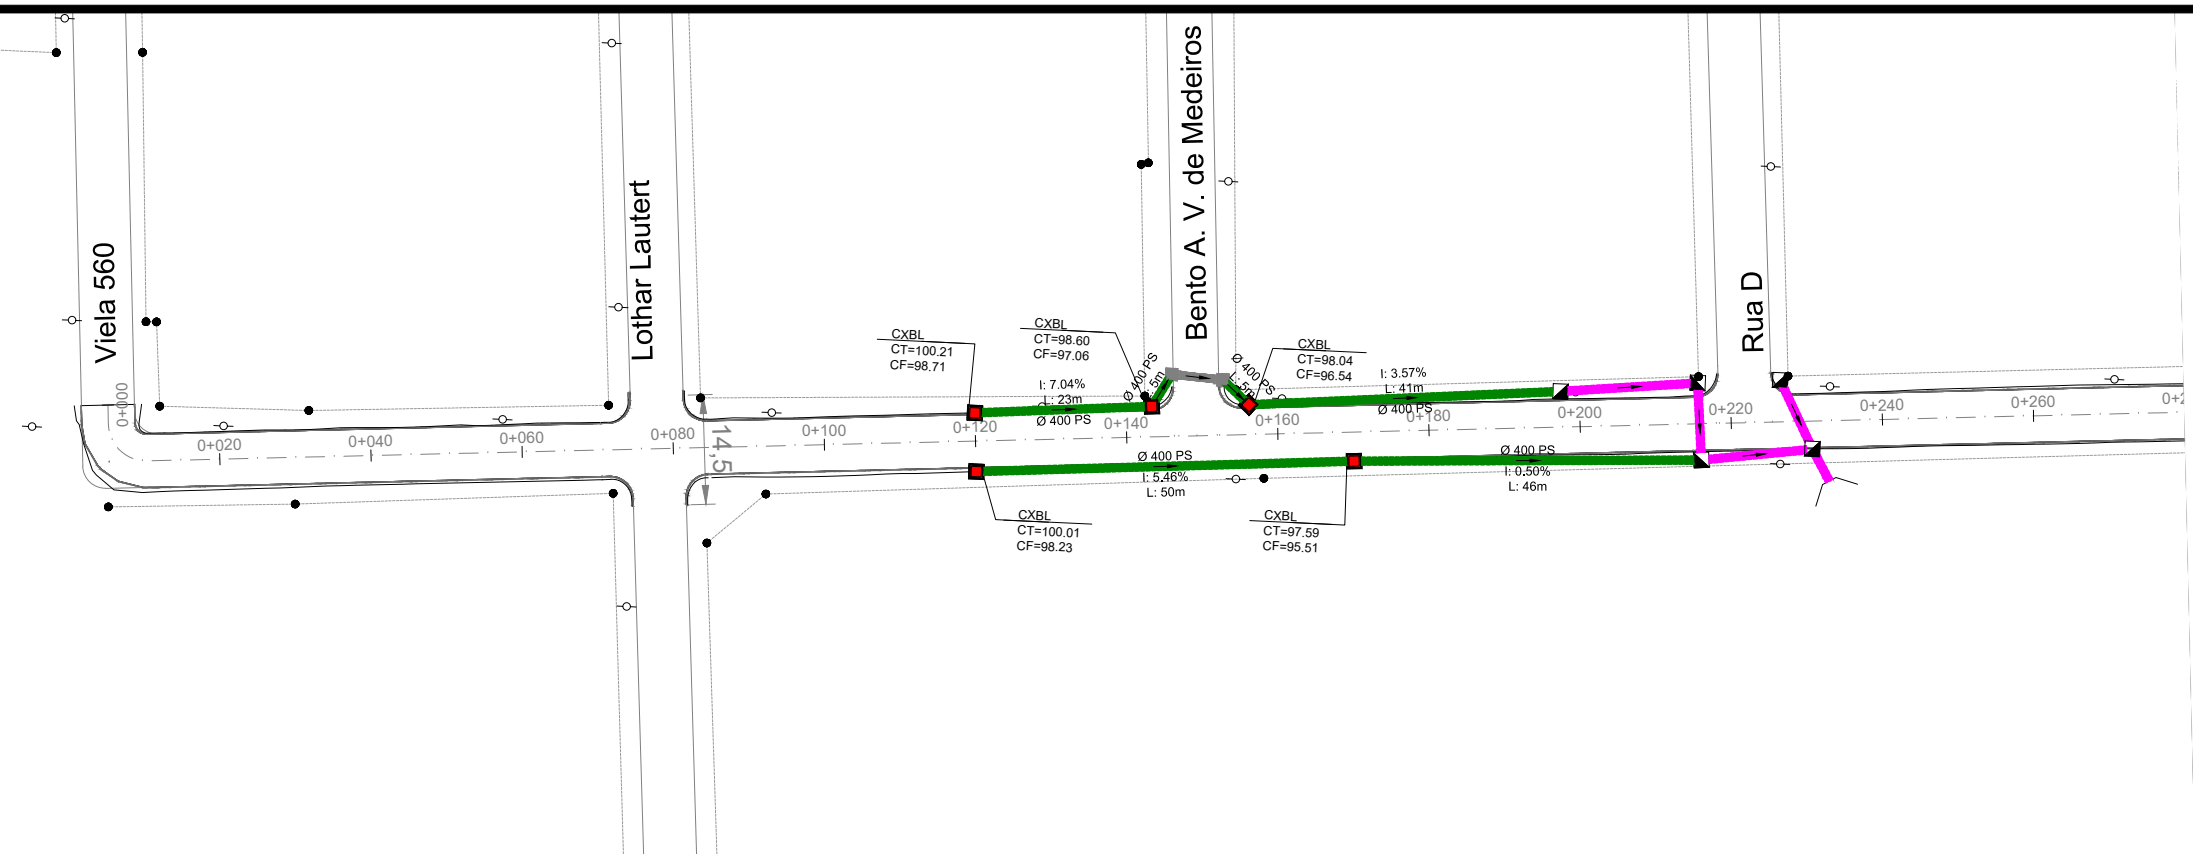 Viela 560
Lothar Lautert
Bento A. V. de Medeiros
Rua D
CXBL
CT=100.21
CF=98.71
CXBL
CT=98.60
CF=97.06
CXBL
CT=98.04
CF=96.54
I: 7.04%
L: 23m
Ø 400 PS
Ø 400 PS
L: 5m
Ø 400 PS
L: 5m
I: 3.57%
L: 41m
Ø 400 PS
0+000
0+020
0+040
0+060
0+080
0+100
0+120
0+140
0+160
0+180
0+200
0+220
0+240
0+260
0+2
14,5
Ø 400 PS
I: 5.46%
L: 50m
Ø 400 PS
I: 0.50%
L: 46m
CXBL
CT=100.01
CF=98.23
CXBL
CT=97.59
CF=95.51